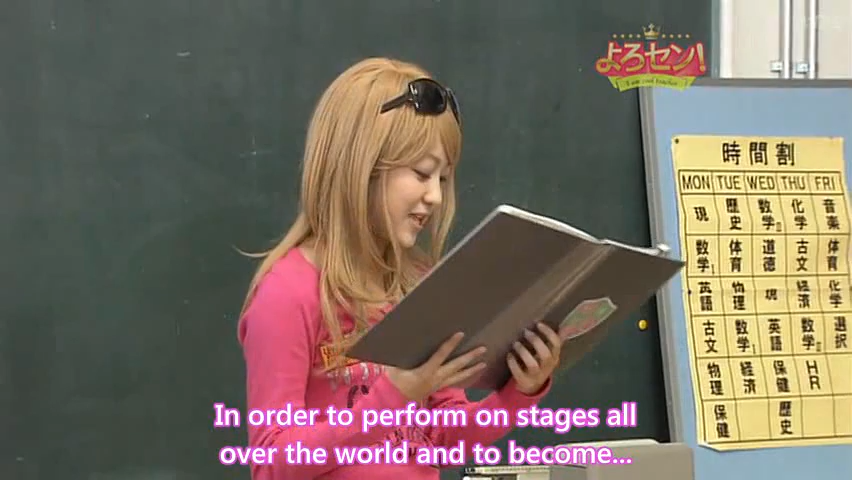 よろセン!
時間割
MON TUE WED THU FRI
現 歴史 数学II 化学 音楽
数学I 体育 道徳 古文 体育
英語 物理 現 経済 化学
古文 数学I 英語 数学II 選択
物理 経済 保健 HR
保健 歴史
In order to perform on stages all
over the world and to become...